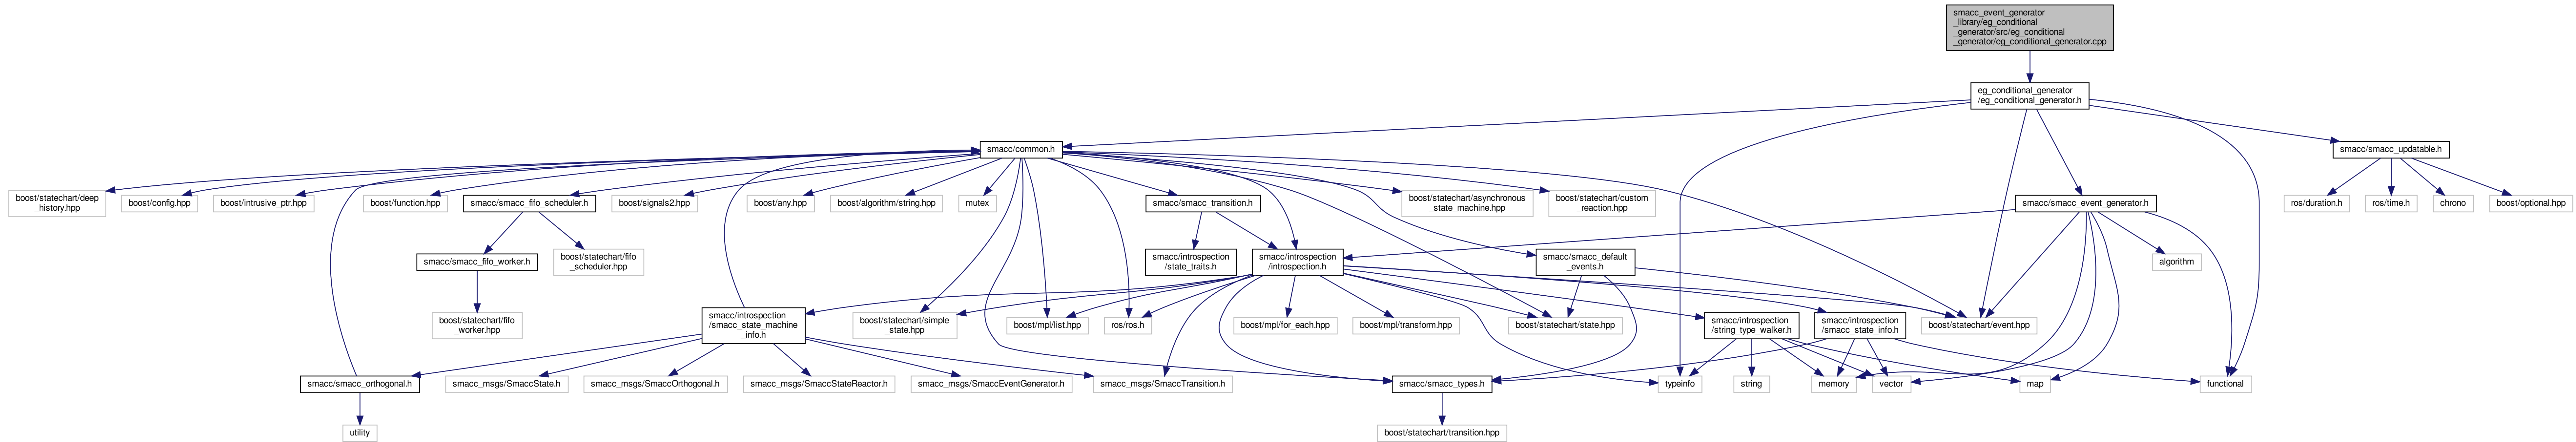 smacc_event_generator
_library/eg_conditional
_generator/src/eg_conditional
_generator/eg_conditional_generator.cpp
eg_conditional_generator
/eg_conditional_generator.h
smacc/common.h
smacc/smacc_updatable.h
boost/statechart/deep
_history.hpp
boost/config.hpp
boost/intrusive_ptr.hpp
boost/function.hpp
smacc/smacc_fifo_scheduler.h
boost/signals2.hpp
boost/any.hpp
boost/algorithm/string.hpp
mutex
smacc/smacc_transition.h
boost/statechart/asynchronous
_state_machine.hpp
boost/statechart/custom
_reaction.hpp
smacc/smacc_event_generator.h
ros/duration.h
ros/time.h
chrono
boost/optional.hpp
smacc/smacc_fifo_worker.h
boost/statechart/fifo
_scheduler.hpp
smacc/introspection
/state_traits.h
smacc/introspection
/introspection.h
smacc/smacc_default
_events.h
algorithm
boost/statechart/fifo
_worker.hpp
smacc/introspection
/smacc_state_machine
_info.h
boost/statechart/simple
_state.hpp
boost/mpl/list.hpp
ros/ros.h
boost/mpl/for_each.hpp
boost/mpl/transform.hpp
boost/statechart/state.hpp
smacc/introspection
/string_type_walker.h
smacc/introspection
/smacc_state_info.h
boost/statechart/event.hpp
smacc/smacc_orthogonal.h
smacc_msgs/SmaccState.h
smacc_msgs/SmaccOrthogonal.h
smacc_msgs/SmaccStateReactor.h
smacc_msgs/SmaccEventGenerator.h
smacc_msgs/SmaccTransition.h
smacc/smacc_types.h
typeinfo
string
memory
vector
map
functional
utility
boost/statechart/transition.hpp